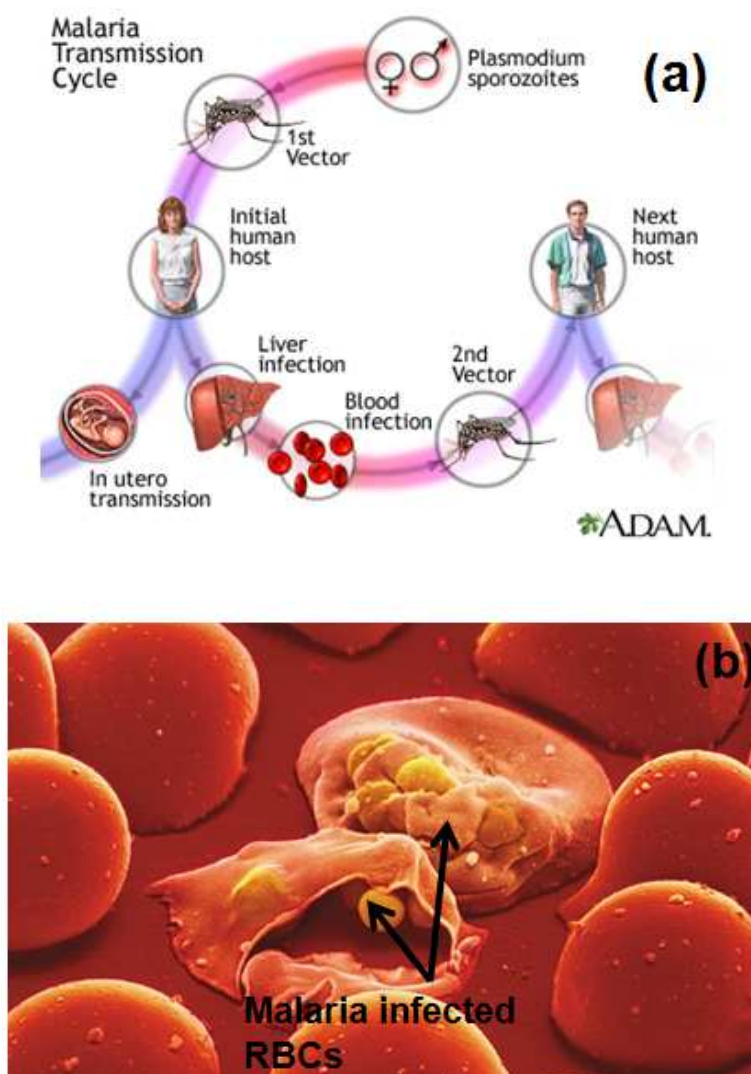 Malaria
Transmission
Cycle
Plasmodium
sporozoites
(a)
1st
Vector
Initial
human
host
Next
human
host
Liver
infection
2nd
Vector
Blood
infection
In utero
transmission
A.D.A.M.
(b)
Malaria infected
RBCs